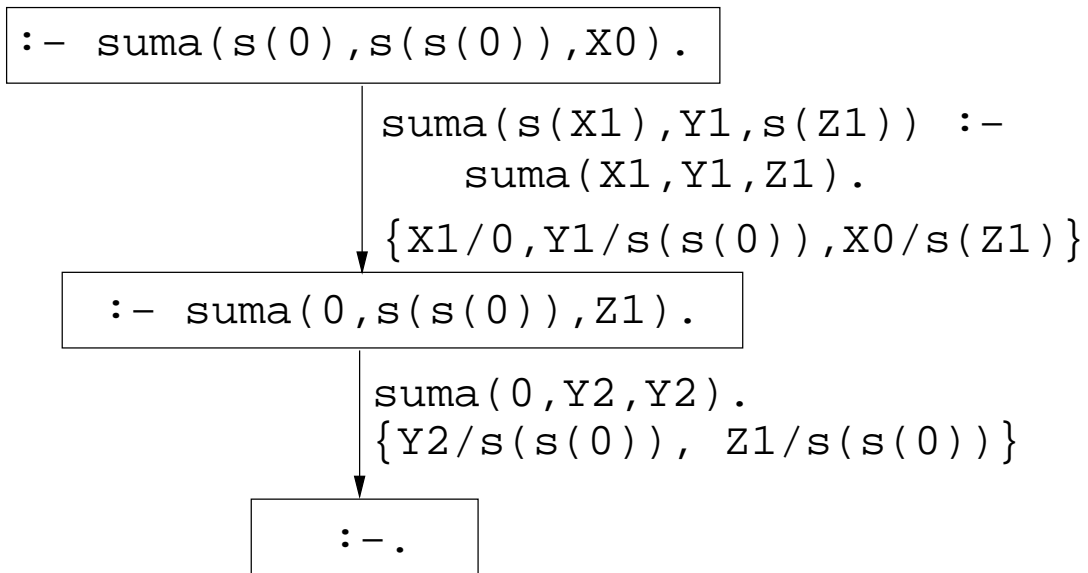 :- suma(s(0),s(s(0)),X0).
suma(s(X1),Y1,s(Z1)) :-
suma(X1,Y1,Z1).
{X1/0,Y1/s(s(0)),X0/s(Z1)}
:- suma(0,s(s(0)),Z1).
suma(0,Y2,Y2).
{Y2/s(s(0)), Z1/s(s(0))}
:-.